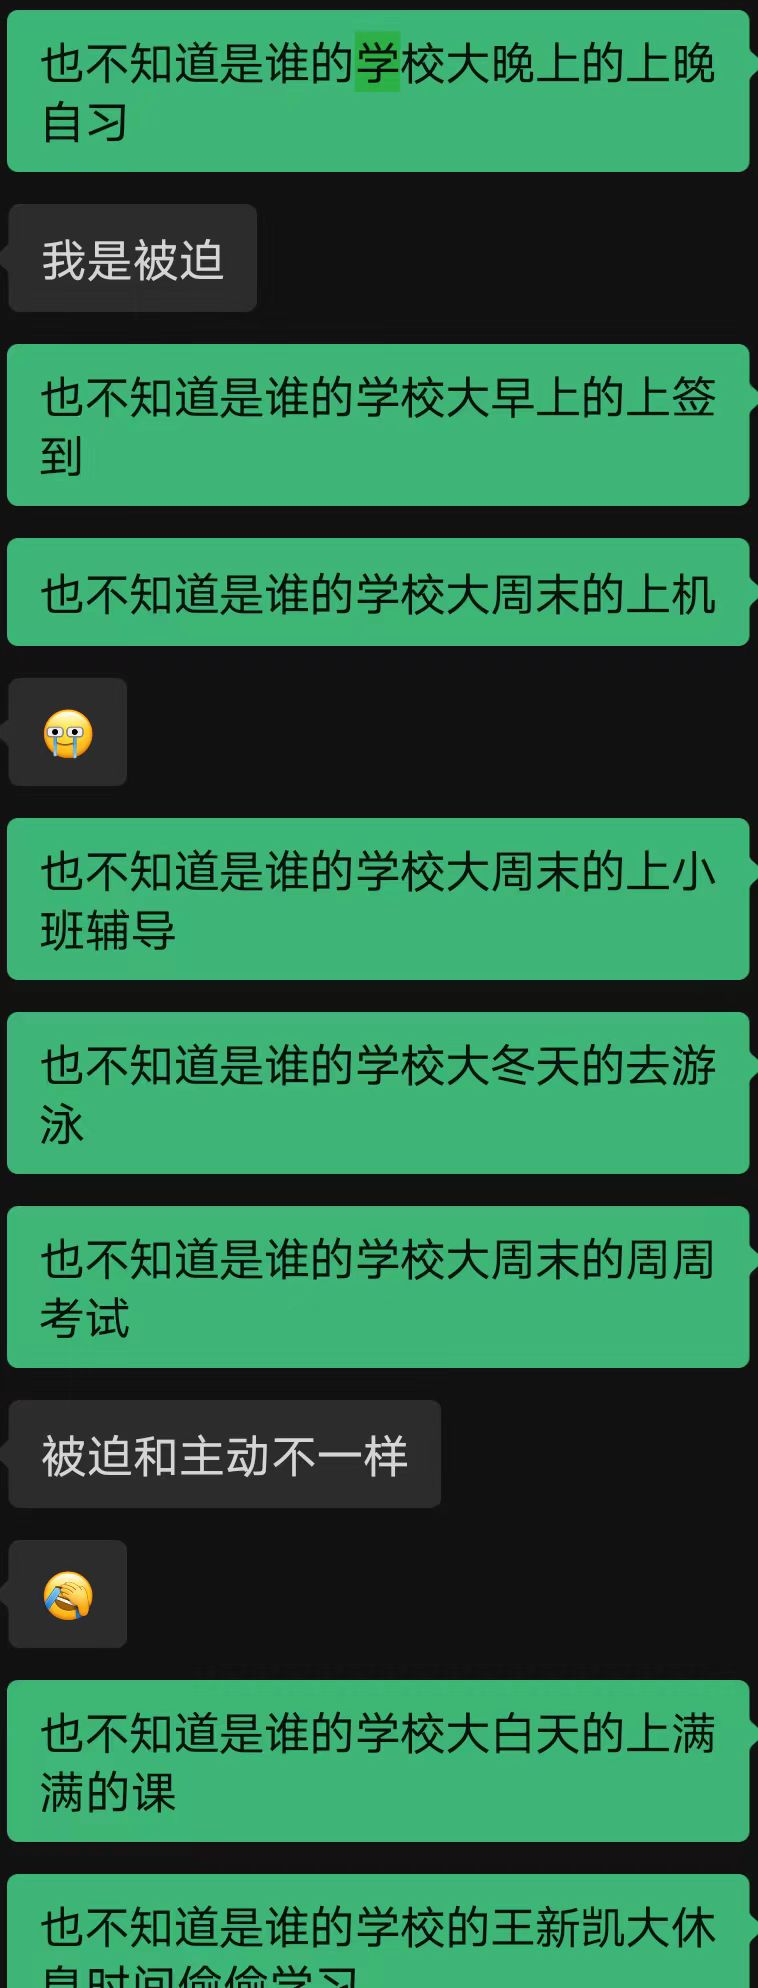 也不知道是谁的学校大晚上的上晚
自习
我是被迫
也不知道是谁的学校大早上的上签
到
也不知道是谁的学校大周末的上机
也不知道是谁的学校大周末的上小
班辅导
也不知道是谁的学校大冬天的去游
泳
也不知道是谁的学校大周末的周周
考试
被迫和主动不一样
也不知道是谁的学校大白天的上满
满的课
也不知道是谁的学校的王新凯大休
息时间偷偷学习